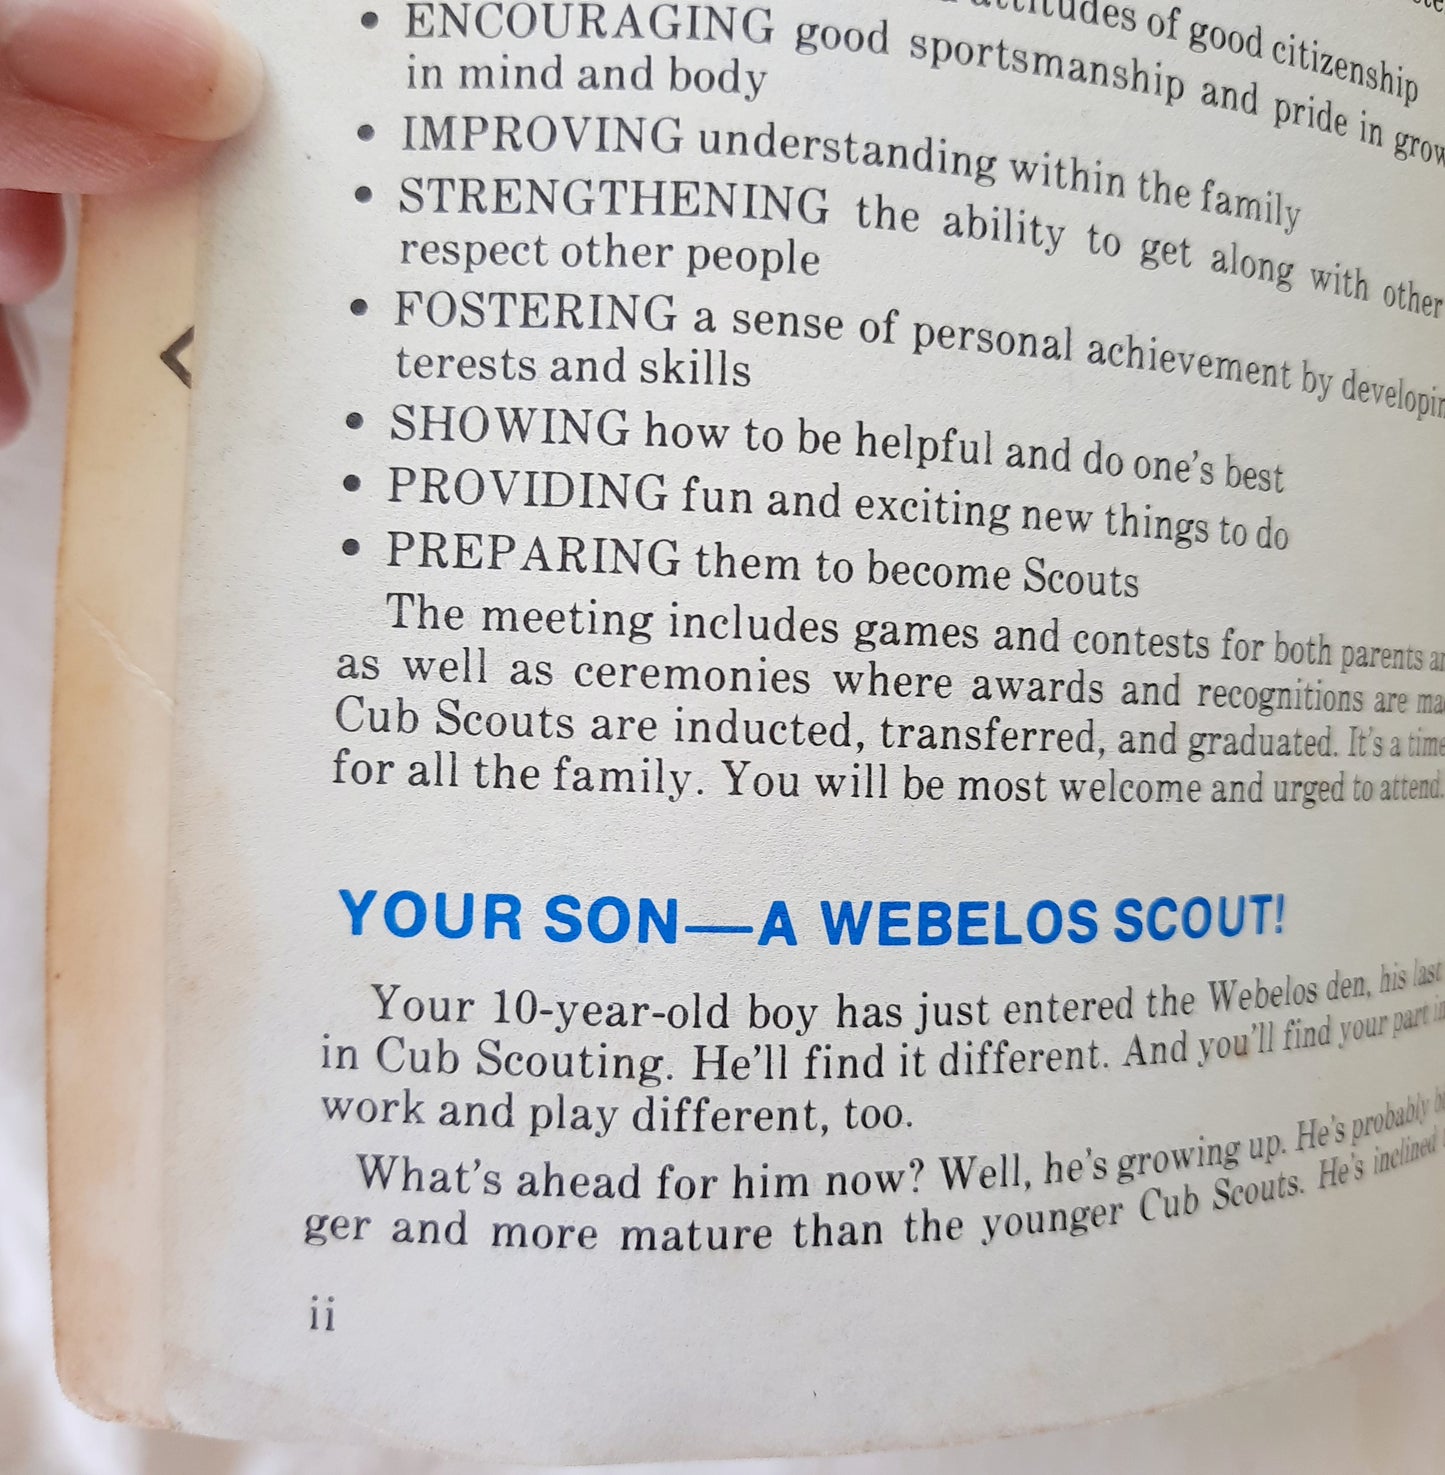 attitudes of good citizenship
• ENCOURAGING good sportsmanship and pride in grow
in mind and body
• IMPROVING understanding within the family
• STRENGTHENING the ability to get along with other
respect other people
• FOSTERING a sense of personal achievement by developin
terests and skills
• SHOWING how to be helpful and do one's best
• PROVIDING fun and exciting new things to do
• PREPARING them to become Scouts
The meeting includes games and contests for both parents
as well as ceremonies where awards and recognitions are
Cub Scouts are inducted, transferred, and graduated. It's a time
for all the family. You will be most welcome and urged to attend.
YOUR SON—A WEBELOS SCOUT!
Your 10-year-old boy has just entered the Webelos den, his last
in Cub Scouting. He'll find it different. And you'll find your part in
work and play different, too.
What's ahead for him now? Well, he's growing up. He's probably
ger and more mature than the younger Cub Scouts. He's inclined
ii